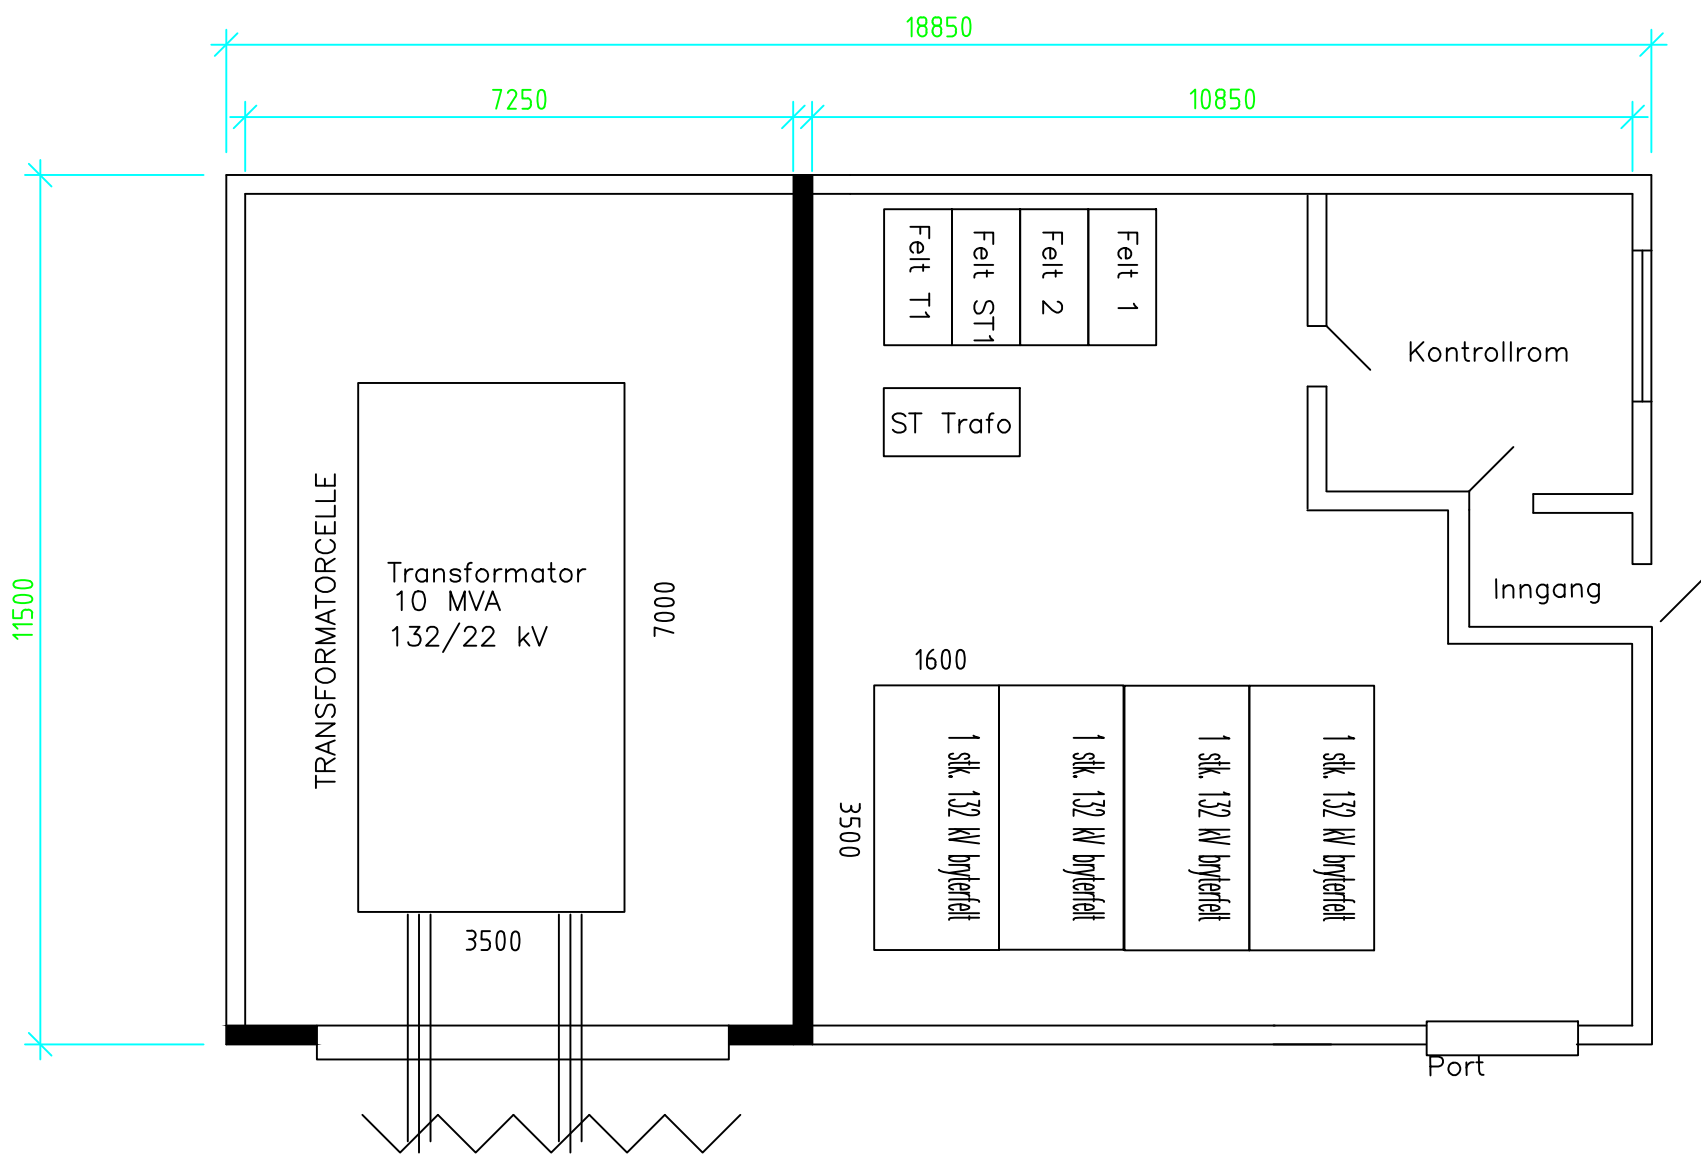 18850
7250
10850
11500
Felt T1
Felt ST1
Felt 2
Felt 1
Kontrollrom
ST Trafo
TRANSFORMATORCELLE
Transformator
10 MVA
132/22 kV
7000
Inngang
1600
3500
1 stk. 132 kV bryterfelt
1 stk. 132 kV bryterfelt
1 stk. 132 kV bryterfelt
1 stk. 132 kV bryterfelt
3500
Port